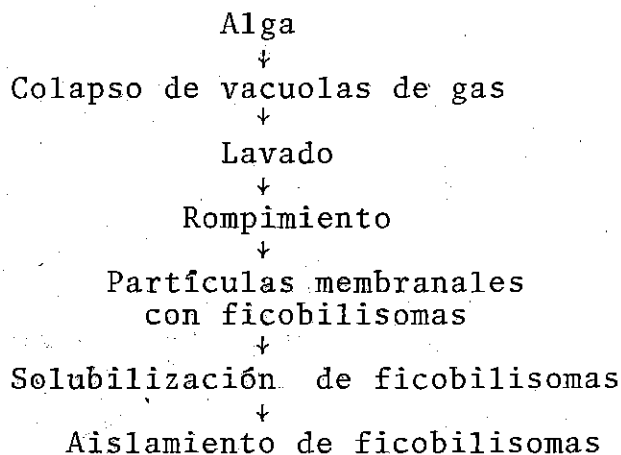 Alga
↓
Colapso de vacuolas de gas
↓
Lavado
↓
Rompimiento
↓
Partículas membranales
con ficobilisomas
↓
Solubilización de ficobilisomas
↓
Aislamiento de ficobilisomas